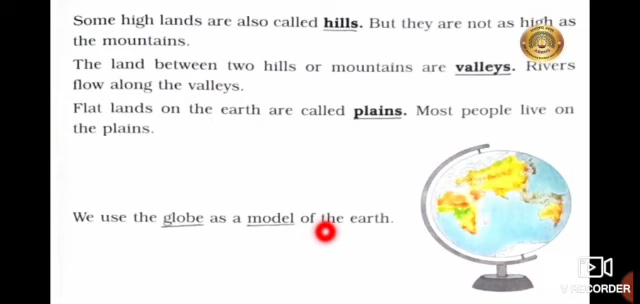 Some high lands are also called hills. But they are not as high as
the mountains.
The land between two hills or mountains are valleys. Rivers
flow along the valleys.
Flat lands on the earth are called plains. Most people live on
the plains.
We use the globe as a model of the earth.
V RECORDER